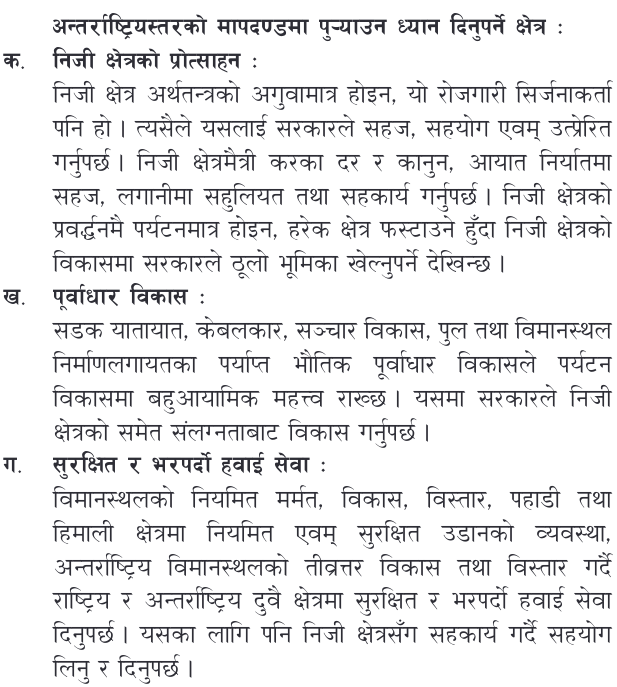 अन्तर्राष्ट्रियस्तरको मापदण्डमा पुऱ्याउन ध्यान दिनुपर्ने क्षेत्र :
क. निजी क्षेत्रको प्रोत्साहन :
निजी क्षेत्र अर्थतन्त्रको अगुवामात्र होइन, यो रोजगारी सिर्जनाकर्ता
पनि हो । त्यसैले यसलाई सरकारले सहज, सहयोग एवम् उत्प्रेरित
गर्नुपर्छ । निजी क्षेत्रमैत्री करका दर र कानुन, आयात निर्यातमा
सहज, लगानीमा सहुलियत तथा सहकार्य गर्नुपर्छ । निजी क्षेत्रको
प्रवर्द्धनमै पर्यटनमात्र होइन, हरेक क्षेत्र फस्टाउने हुँदा निजी क्षेत्रको
विकासमा सरकारले ठूलो भूमिका खेल्नुपर्ने देखिन्छ ।
ख. पूर्वाधार विकास :
सडक यातायात, केबलकार, सञ्चार विकास, पुल तथा विमानस्थल
निर्माणलगायतका पर्याप्त भौतिक पूर्वाधार विकासले पर्यटन
विकासमा बहुआयामिक महत्त्व राख्छ । यसमा सरकारले निजी
क्षेत्रको समेत संलग्नताबाट विकास गर्नुपर्छ ।
ग. सुरक्षित र भरपर्दो हवाई सेवा :
विमानस्थलको नियमित मर्मत, विकास, विस्तार, पहाडी तथा
हिमाली क्षेत्रमा नियमित एवम् सुरक्षित उडानको व्यवस्था,
अन्तर्राष्ट्रिय विमानस्थलको तीव्रत्तर विकास तथा विस्तार गर्दै
राष्ट्रिय र अन्तर्राष्ट्रिय दुवै क्षेत्रमा सुरक्षित र भरपर्दो हवाई सेवा
दिनुपर्छ । यसका लागि पनि निजी क्षेत्रसँग सहकार्य गर्दै सहयोग
लिनु र दिनुपर्छ ।